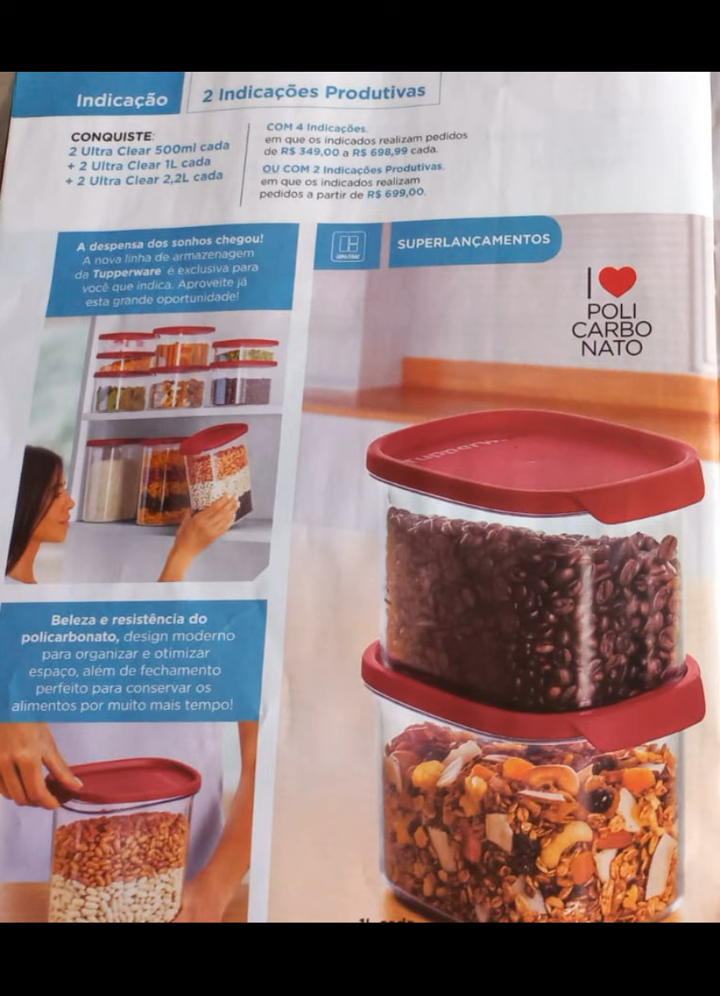 Indicação
2 Indicações Produtivas
CONQUISTE:
2 Ultra Clear 500ml cada
+ 2 Ultra Clear 1L cada
+ 2 Ultra Clear 2,2L cada
COM 4 Indicações.
em que os indicados realizam pedidos
de R$ 349,00 a R$ 698,99 cada.
OU COM 2 Indicações Produtivas.
em que os indicados realizam
pedidos a partir de R$ 699,00.
A despensa dos sonhos chegou!
A nova linha de armazenagem
da Tupperware é exclusiva para
você que indica. Aproveite já
esta grande oportunidade!
SUPERLANÇAMENTOS
I
POLI
CARBO
NATO
Tupperware
Beleza e resistência do
policarbonato, design moderno
para organizar e otimizar
espaço, além de fechamento
perfeito para conservar os
alimentos por muito mais tempo!